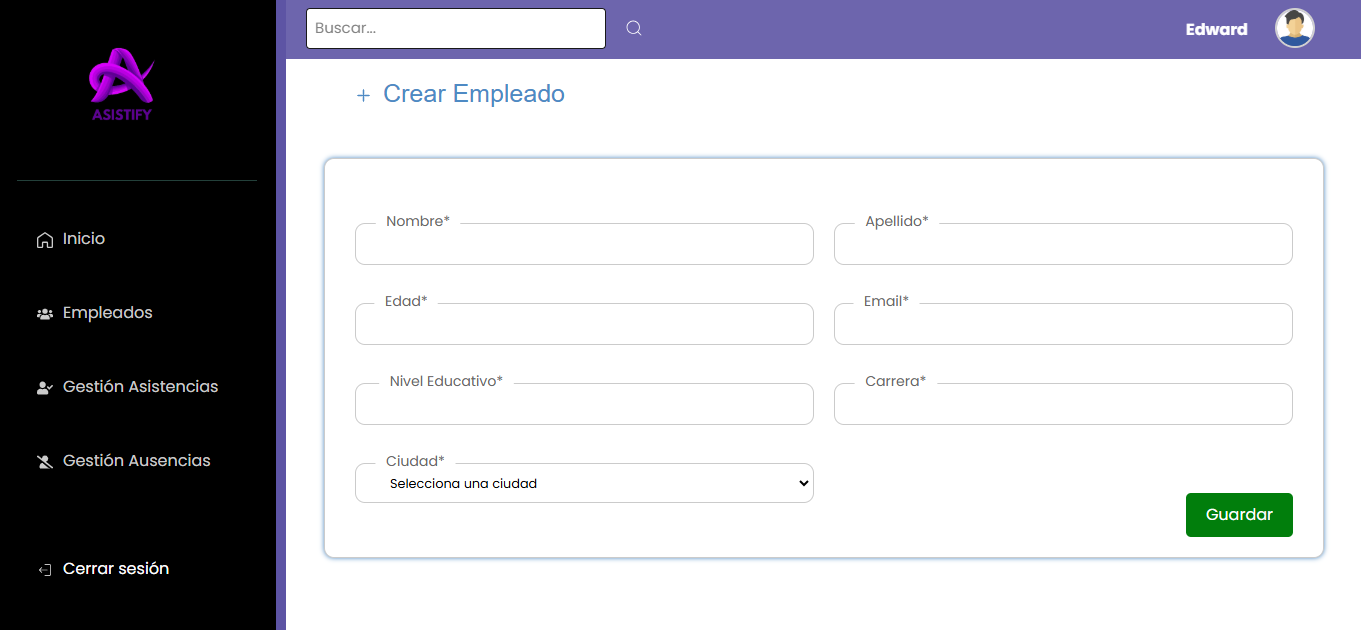 ASISTIFY
Inicio
Empleados
Gestión Asistencias
Gestión Ausencias
Cerrar sesión
Buscar...
Edward
+ Crear Empleado
Nombre*
Apellido*
Edad*
Email*
Nivel Educativo*
Carrera*
Ciudad*
Selecciona una ciudad
Guardar